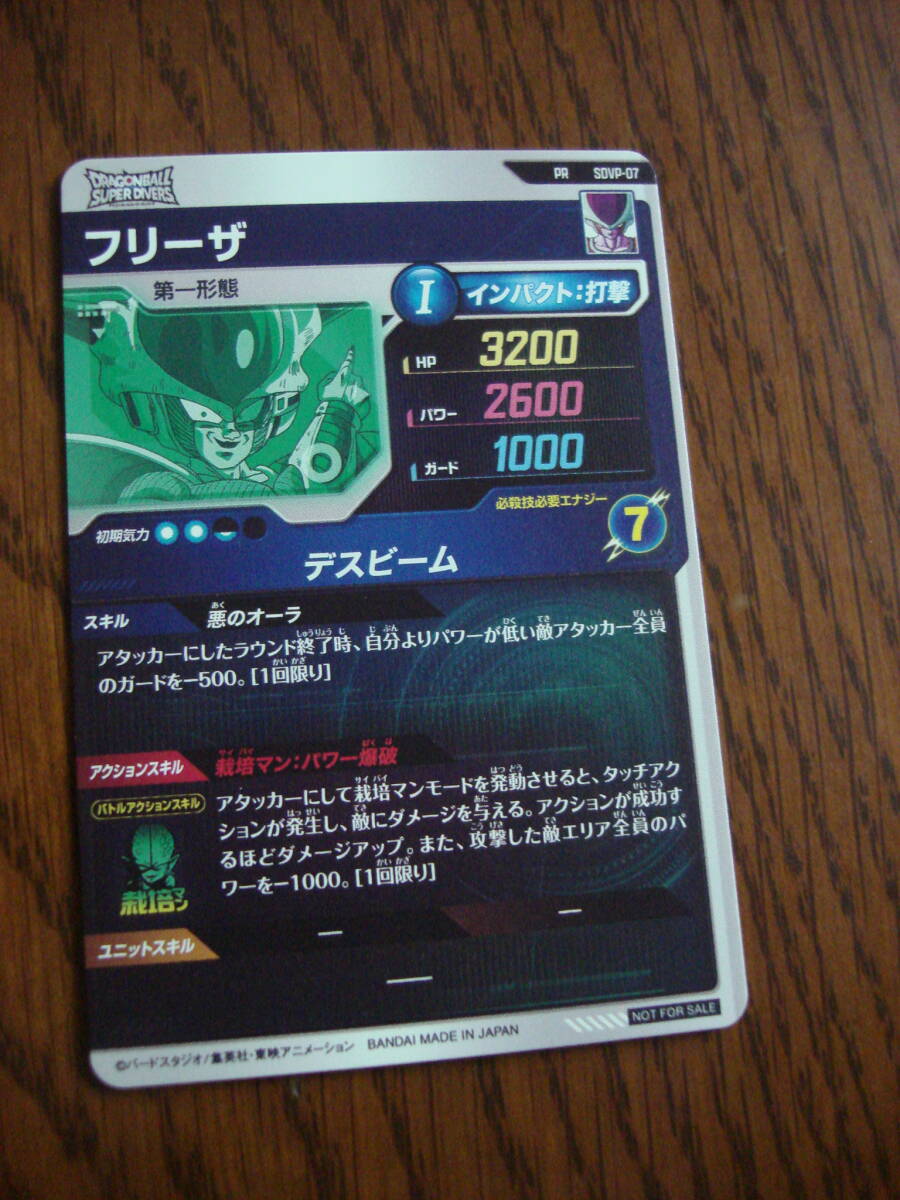 DRAGONBALL
SUPER DIVERS
PR SDVP-07
フリーザ
第一形態
I インパクト:打撃
HP 3200
パワー 2600
ガード 1000
必殺技必要エナジー
7
初期気力
デスビーム
スキル 悪のオーラ
アタッカーにしたラウンド終了時、自分よりパワーが低い敵アタッカー全員
のガードを-500。[1回限り]
アクションスキル 栽培マン:パワー爆破
バトルアクションスキル
アタッカーにして栽培マンモードを発動させると、タッチアク
ションが発生し、敵にダメージを与える。アクションが成功す
るほどダメージアップ。また、攻撃した敵エリア全員のパ
ワーを-1000。[1回限り]
栽培マン
ユニットスキル — —
—
NOT FOR SALE
©バードスタジオ/集英社・東映アニメーション BANDAI MADE IN JAPAN